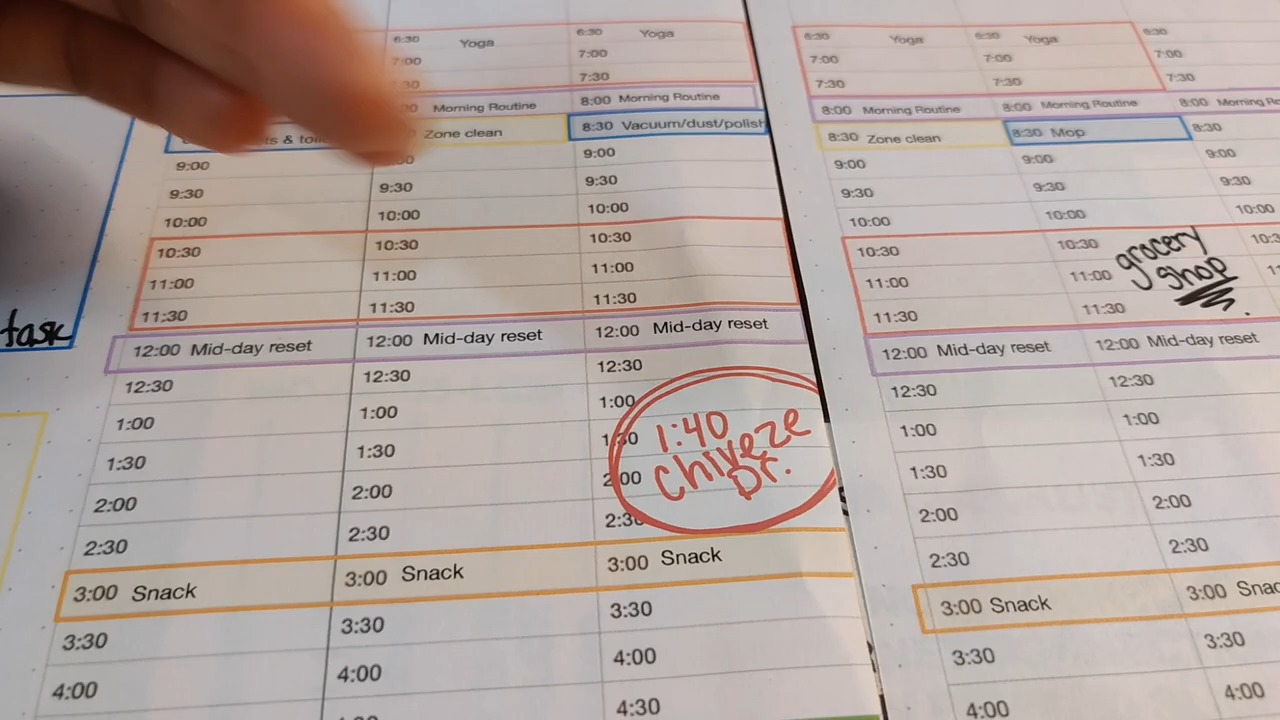 6:30 Yoga
7:00
7:30
Morning Routine
Zone clean
9:30
10:00
10:30
11:00
11:30
12:00 Mid-day reset
12:30
1:00
1:30
2:00
2:30
3:00 Snack
3:30
4:00
6:30 Yoga
7:00
7:30
8:00 Morning Routine
8:30 Vacuum/dust/polish
9:00
9:30
10:00
10:30
11:00
11:30
12:00 Mid-day reset
12:30
1:00
1:40
Chiveze
Dr.
3:00 Snack
3:30
4:00
4:30
9:00
9:30
10:00
10:30
11:00
11:30
12:00 Mid-day reset
12:30
1:00
1:30
2:00
2:30
3:00 Snack
3:30
4:00
task
6:30 Yoga
7:00
7:30
8:00 Morning Routine
8:30 Zone clean
9:00
9:30
10:00
10:30
11:00
11:30
12:00 Mid-day reset
12:30
1:00
1:30
2:00
2:30
3:00 Snack
3:30
4:00
6:30 Yoga
7:00
7:30
8:00 Morning Routine
8:30 Mop
9:00
9:30
10:00
10:30
11:00
11:30
grocery
shop
12:00 Mid-day reset
12:30
1:00
1:30
2:00
2:30
3:00
3:30
4:00
6:30
7:00
7:30
8:00 Morning
8:30
9:00
9:30
10:00